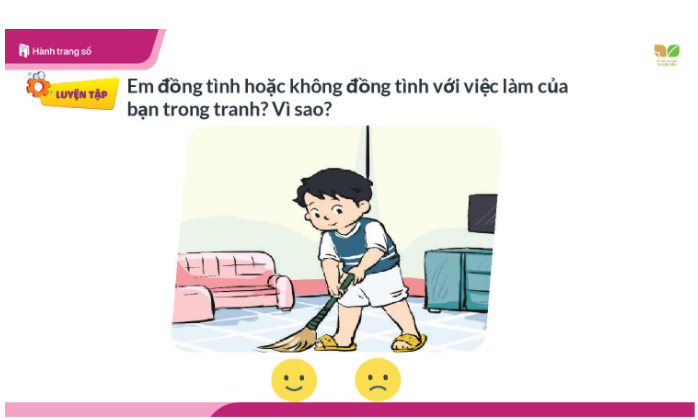 Hành trang số
LUYỆN TẬP
Em đồng tình hoặc không đồng tình với việc làm của
bạn trong tranh? Vì sao?